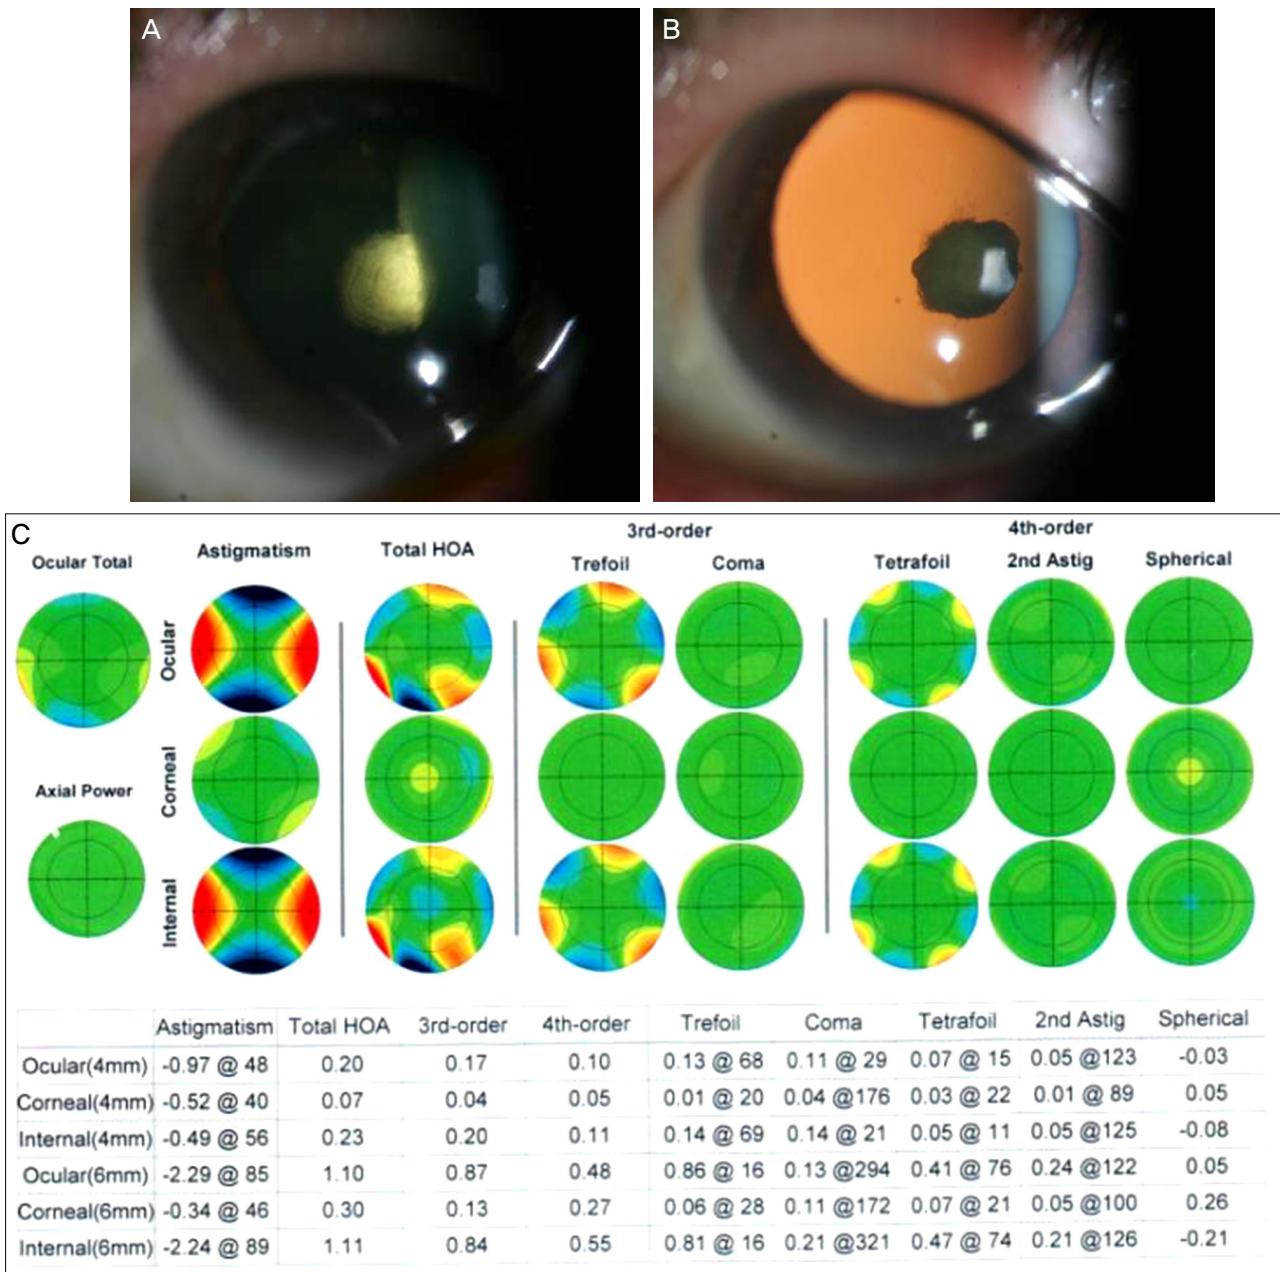 A
B
C
3rd-order
4th-order
Ocular Total
Astigmatism
Total HOA
Trefoil
Coma
Tetrafoil
2nd Astig
Spherical
Ocular
Axial Power
Corneal
Internal
Astigmatism Total HOA 3rd-order 4th-order Trefoil Coma Tetrafoil 2nd Astig Spherical
Ocular(4mm) -0.97 @ 48 0.20 0.17 0.10 0.13 @ 68 0.11 @ 29 0.07 @ 15 0.05 @123 -0.03
Corneal(4mm) -0.52 @ 40 0.07 0.04 0.05 0.01 @ 20 0.04 @176 0.03 @ 22 0.01 @ 89 0.05
Internal(4mm) -0.49 @ 56 0.23 0.20 0.11 0.14 @ 69 0.14 @ 21 0.05 @ 11 0.05 @125 -0.08
Ocular(6mm) -2.29 @ 85 1.10 0.87 0.48 0.86 @ 16 0.13 @294 0.41 @ 76 0.24 @122 0.05
Corneal(6mm) -0.34 @ 46 0.30 0.13 0.27 0.06 @ 28 0.11 @172 0.07 @ 21 0.05 @100 0.26
Internal(6mm) -2.24 @ 89 1.11 0.84 0.55 0.81 @ 16 0.21 @321 0.47 @ 74 0.21 @126 -0.21